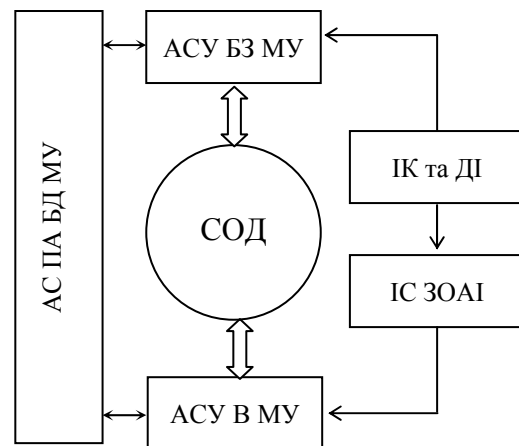 АСУ БЗ МУ
АС ПА БД МУ
ІК та ДІ
СОД
ІС ЗОАІ
АСУ В МУ